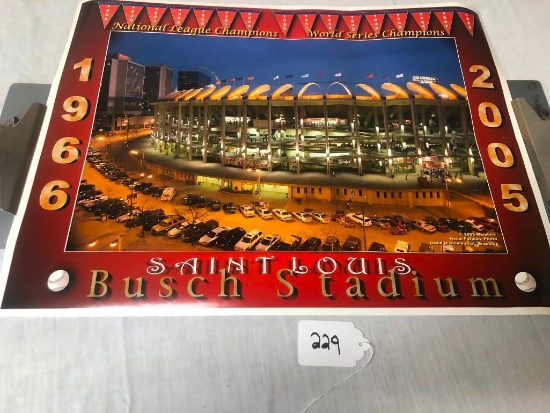 National League Champions World Series Champions
1966
2005
SAINT LOUIS
Busch Stadium
229